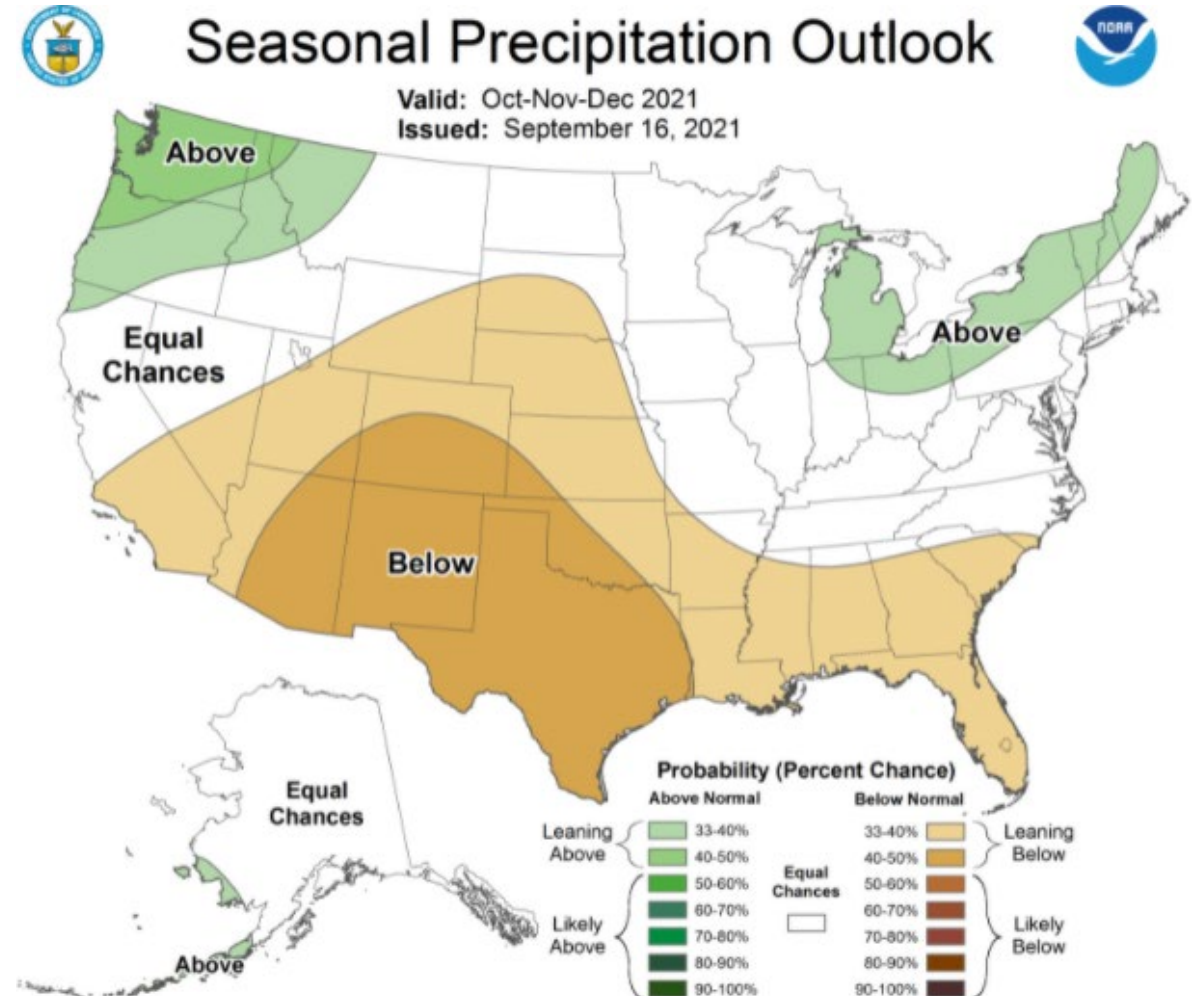 NOAA
Seasonal Precipitation Outlook
Valid: Oct-Nov-Dec 2021
Issued: September 16, 2021
Above
Equal
Chances
Above
Below
Equal
Chances
Above
Probability (Percent Chance)
Above Normal
Below Normal
Leaning
Above
33-40%
40-50%
50-60%
60-70%
70-80%
80-90%
90-100%
Likely
Above
Equal
Chances
33-40%
40-50%
50-60%
60-70%
70-80%
80-90%
90-100%
Leaning
Below
Likely
Below